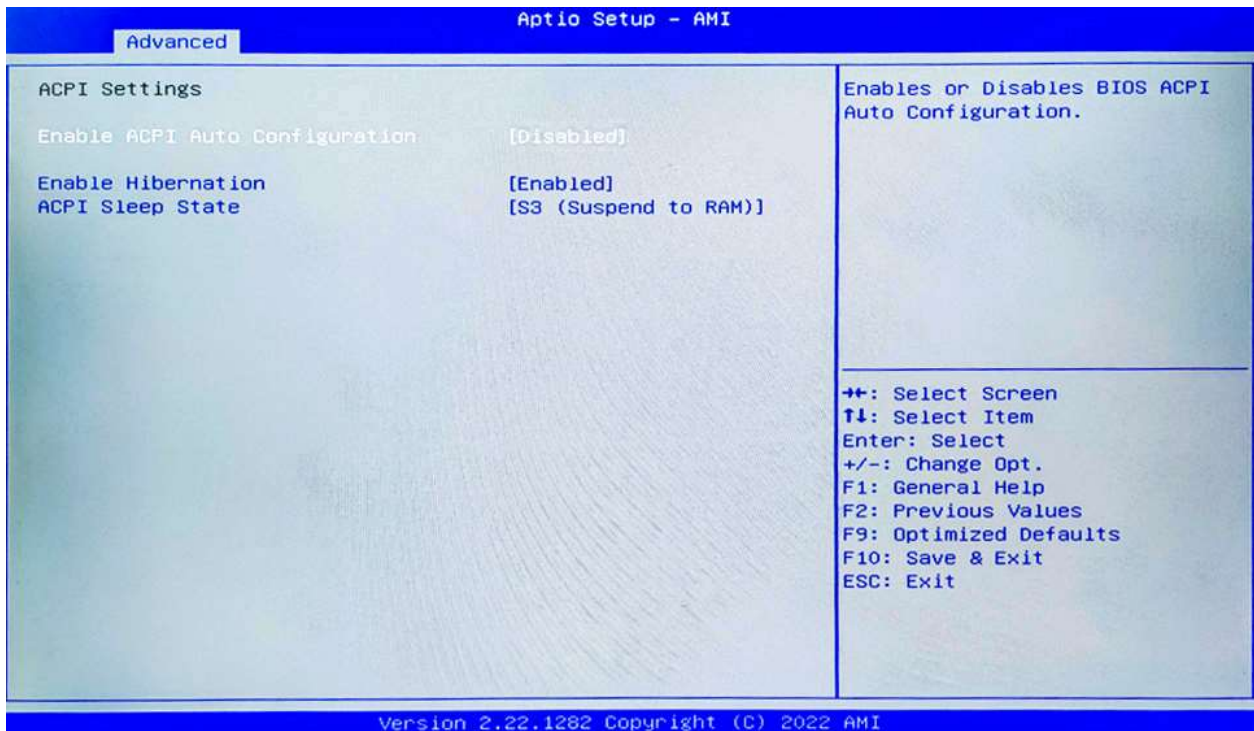 Aptio Setup – AMI
Advanced
ACPI Settings
Enable ACPI Auto Configuration [Disabled]
Enable Hibernation [Enabled]
ACPI Sleep State [S3 (Suspend to RAM)]
Enables or Disables BIOS ACPI
Auto Configuration.
→←: Select Screen
↑↓: Select Item
Enter: Select
+/-: Change Opt.
F1: General Help
F2: Previous Values
F9: Optimized Defaults
F10: Save & Exit
ESC: Exit
Version 2.22.1282 Copyright (C) 2022 AMI